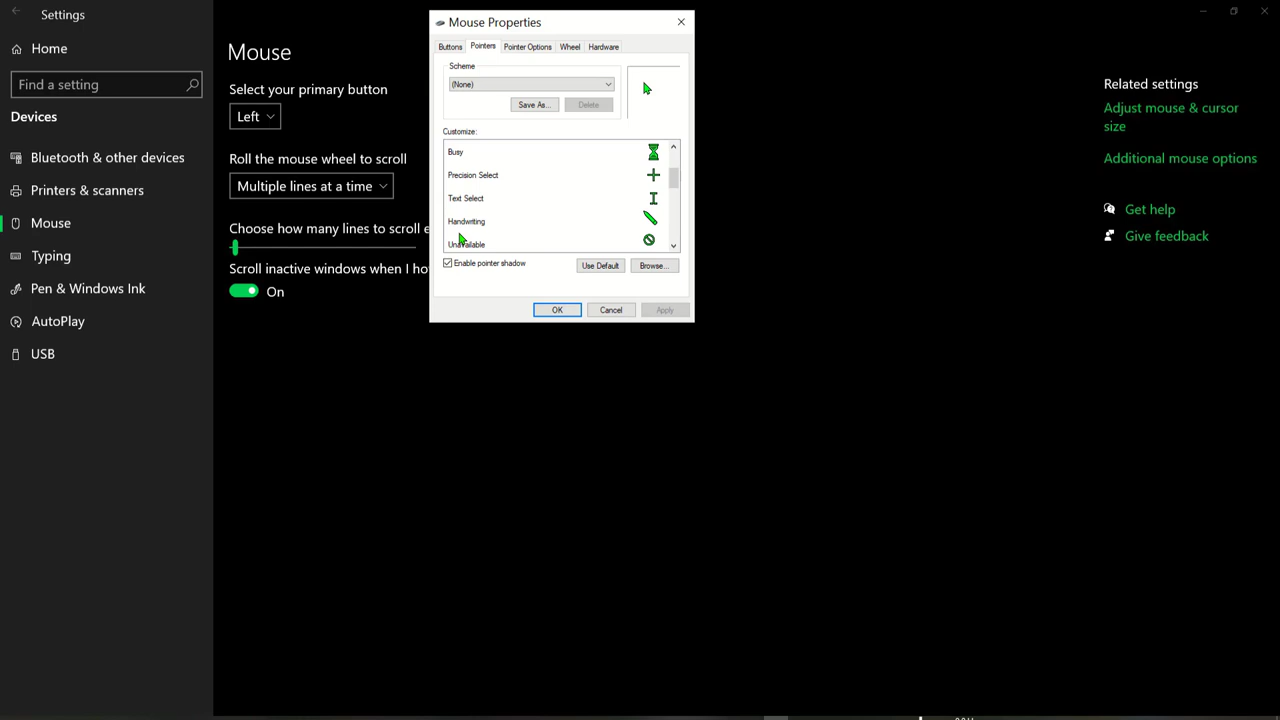 Settings
Home
Find a setting
Devices
Bluetooth & other devices
Printers & scanners
Mouse
Typing
Pen & Windows Ink
AutoPlay
USB
Mouse
Select your primary button
Left
Roll the mouse wheel to scroll
Multiple lines at a time
Choose how many lines to scroll e
Scroll inactive windows when I ho
On
Mouse Properties
Buttons
Pointers
Pointer Options
Wheel
Hardware
Scheme
(None)
Save As...
Delete
Customize:
Busy
Precision Select
Text Select
Handwriting
Unavailable
Enable pointer shadow
Use Default
Browse...
OK
Cancel
Apply
Related settings
Adjust mouse & cursor
size
Additional mouse options
Get help
Give feedback